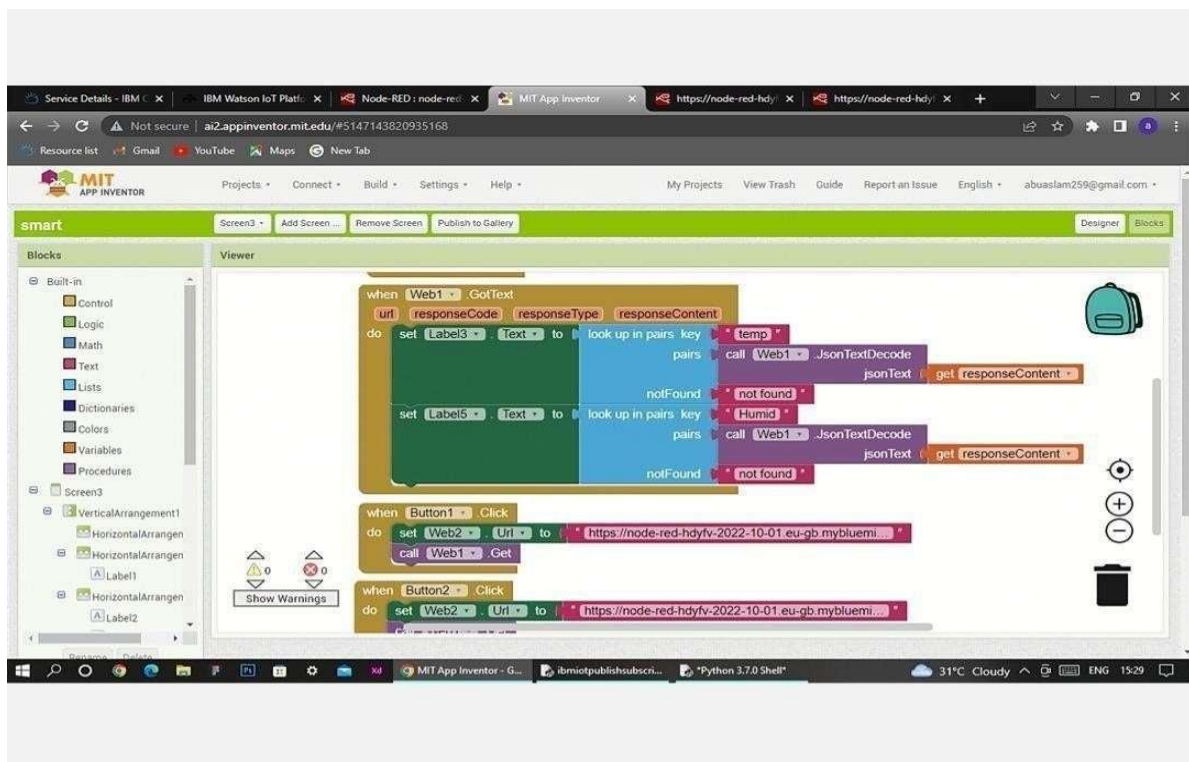 Service Details - IBM C
IBM Watson IoT Platfo
Node-RED : node-red
MIT App Inventor
https://node-red-hdyf
https://node-red-hdyf
Not secure | ai2.appinventor.mit.edu/#5147143820935168
Resource list Gmail YouTube Maps New Tab
MIT
APP INVENTOR
Projects Connect Build Settings Help My Projects View Trash Guide Report an Issue English abuaslam259@gmail.com
smart Screen3 Add Screen ... Remove Screen Publish to Gallery Designer Blocks
Blocks
Viewer
Built-in
Control
Logic
Math
Text
Lists
Dictionaries
Colors
Variables
Procedures
Screen3
VerticalArrangement1
HorizontalArrangen
HorizontalArrangen
Label1
HorizontalArrangen
Label2
Rename Delete
when Web1 .GotText
url responseCode responseType responseContent
do set Label3 . Text to look up in pairs key " temp "
pairs call Web1 .JsonTextDecode
jsonText get responseContent
notFound " not found "
set Label5 . Text to look up in pairs key " Humid "
pairs call Web1 .JsonTextDecode
jsonText get responseContent
notFound " not found "
when Button1 .Click
do set Web2 . Url to " https://node-red-hdyfv-2022-10-01.eu-gb.mybluemi... "
call Web1 .Get
when Button2 .Click
do set Web2 . Url to " https://node-red-hdyfv-2022-10-01.eu-gb.mybluemi... "
0 0
Show Warnings
MIT App Inventor - G... ibmiotpublishsubscri... *Python 3.7.0 Shell* 31°C Cloudy ENG 15:29